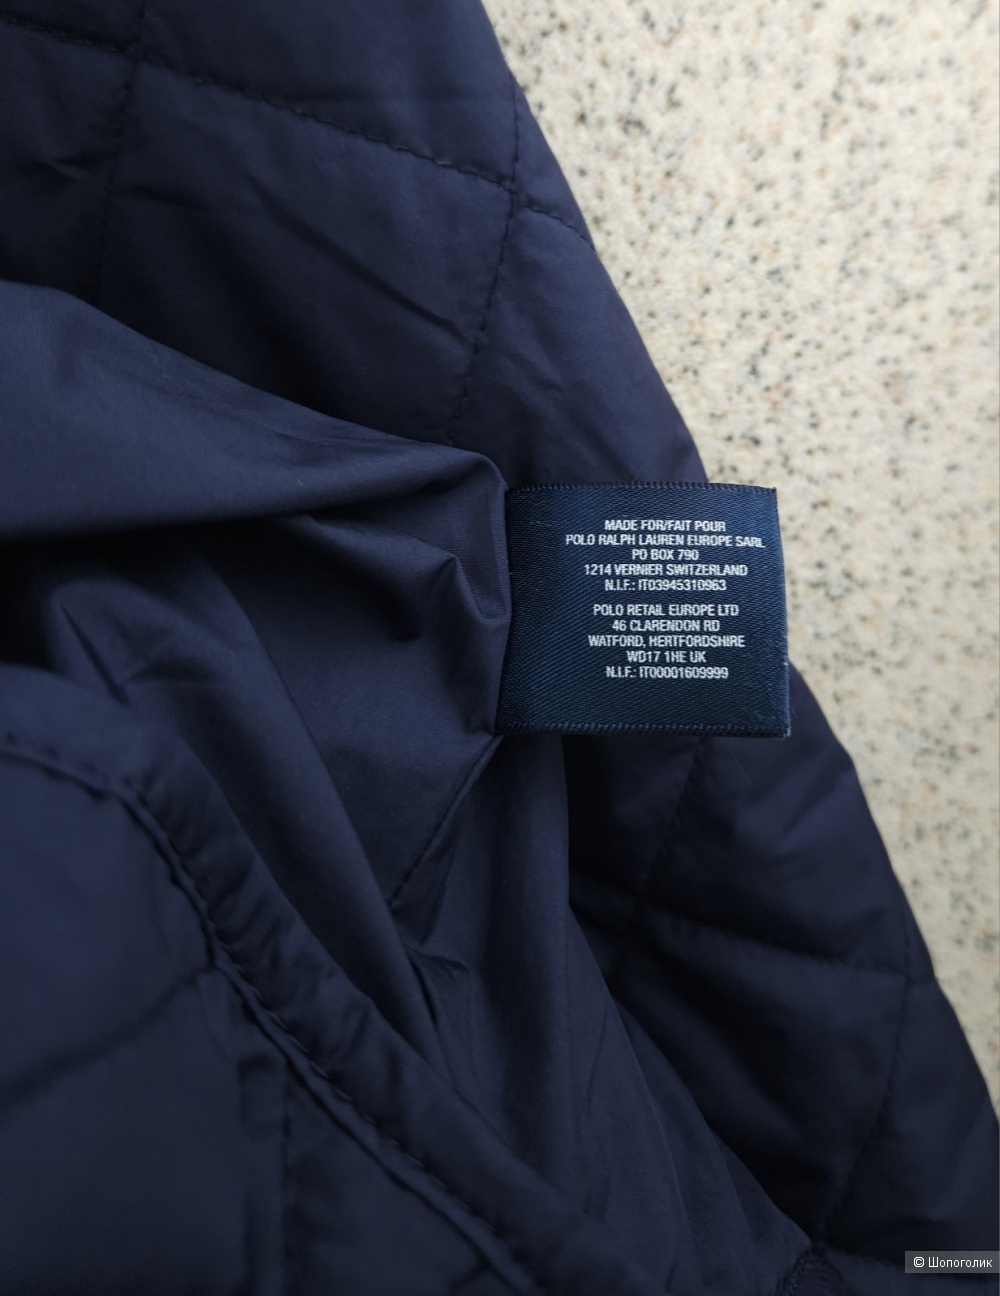 MADE FOR/FAIT POUR
POLO RALPH LAUREN EUROPE SARL
PO BOX 790
1214 VERNIER SWITZERLAND
N.I.F.: IT03945310963
POLO RETAIL EUROPE LTD
46 CLARENDON RD
WATFORD, HERTFORDSHIRE
WD17 1HE UK
N.I.F.: IT00001609999
© Шопоголик